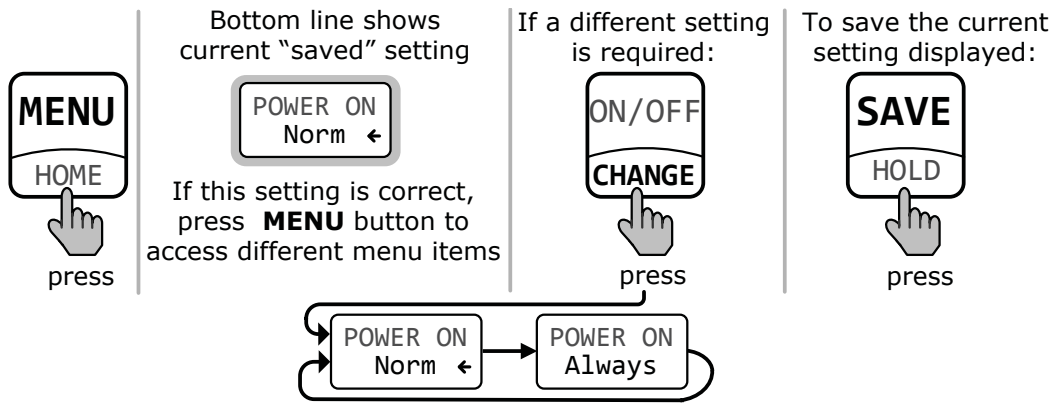 MENU
HOME
press
Bottom line shows
current “saved” setting
POWER ON
Norm ←
If this setting is correct,
press MENU button to
access different menu items
If a different setting
is required:
ON/OFF
CHANGE
press
To save the current
setting displayed:
SAVE
HOLD
press
POWER ON
Norm ←
POWER ON
Always